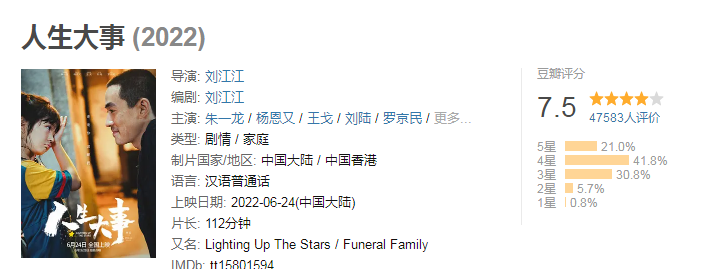 人生大事 (2022)
人生大事
6月24日 全国上映
导演: 刘江江
编剧: 刘江江
主演: 朱一龙 / 杨恩又 / 王戈 / 刘陆 / 罗京民 / 更多...
类型: 剧情 / 家庭
制片国家/地区: 中国大陆 / 中国香港
语言: 汉语普通话
上映日期: 2022-06-24(中国大陆)
片长: 112分钟
又名: Lighting Up The Stars / Funeral Family
IMDb: tt15801594
豆瓣评分
7.5
47583人评价
5星 21.0%
4星 41.8%
3星 30.8%
2星 5.7%
1星 0.8%